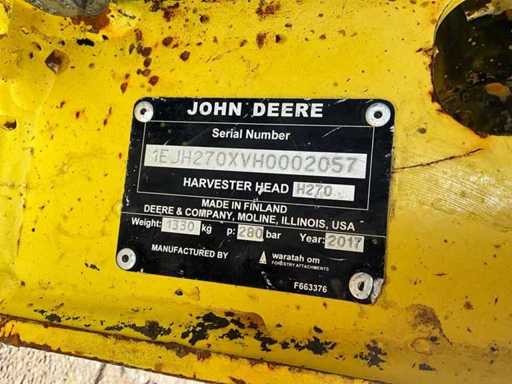 JOHN DEERE
Serial Number
1EJH270XVH0002057
HARVESTER HEAD H270
MADE IN FINLAND
DEERE & COMPANY, MOLINE, ILLINOIS, USA
Weight: 1330 kg p: 280 bar Year: 2017
MANUFACTURED BY waratah om
FORESTRY ATTACHMENTS
F663376